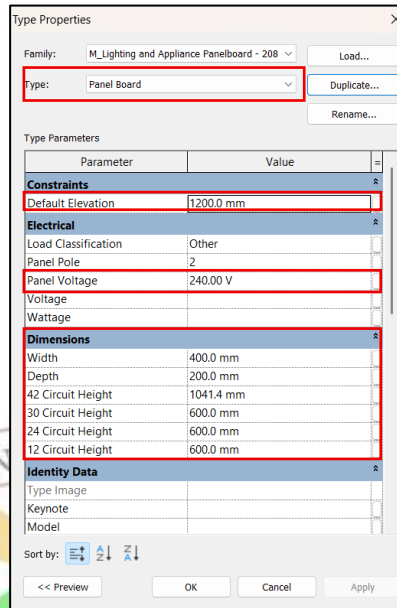 Type Properties
Family: M_Lighting and Appliance Panelboard - 208 Load...
Type: Panel Board Duplicate...
Rename...
Type Parameters
Parameter Value =
Constraints
Default Elevation 1200.0 mm
Electrical
Load Classification Other
Panel Pole 2
Panel Voltage 240.00 V
Voltage
Wattage
Dimensions
Width 400.0 mm
Depth 200.0 mm
42 Circuit Height 1041.4 mm
30 Circuit Height 600.0 mm
24 Circuit Height 600.0 mm
12 Circuit Height 600.0 mm
Identity Data
Type Image
Keynote
Model
Sort by:
<< Preview OK Cancel Apply